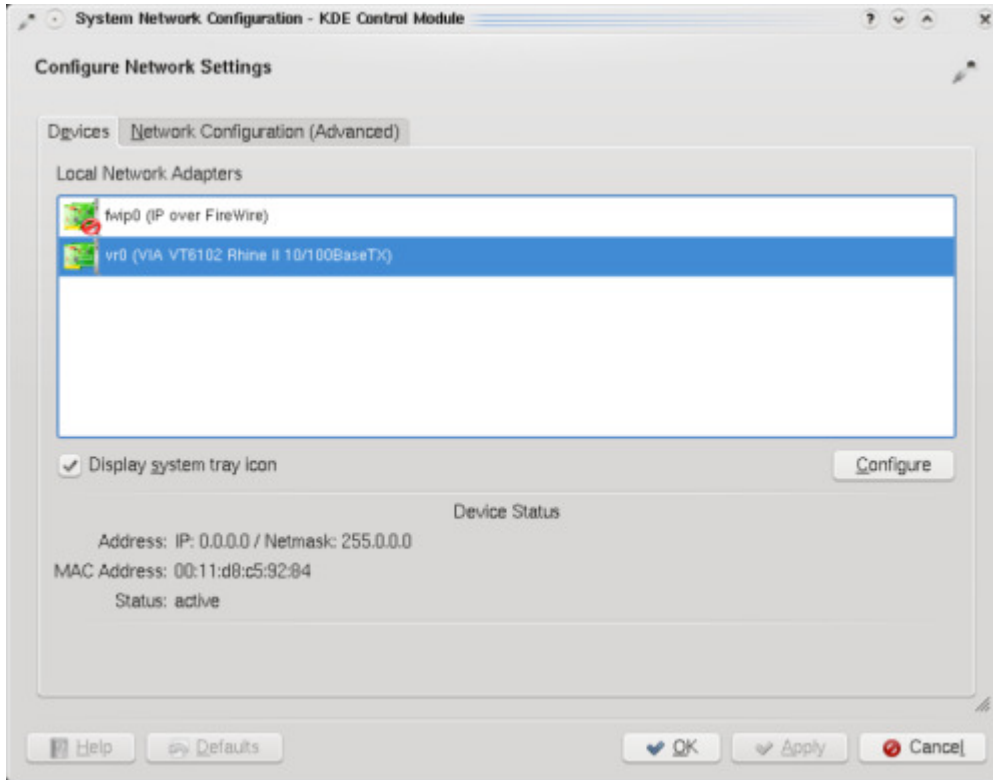 System Network Configuration - KDE Control Module
Configure Network Settings
Devices
Network Configuration (Advanced)
Local Network Adapters
fwip0 (IP over FireWire)
vr0 (VIA VT6102 Rhine II 10/100BaseTX)
Display system tray icon
Configure
Device Status
Address: IP: 0.0.0.0 / Netmask: 255.0.0.0
MAC Address: 00:11:d8:c5:92:84
Status: active
Help
Defaults
OK
Apply
Cancel